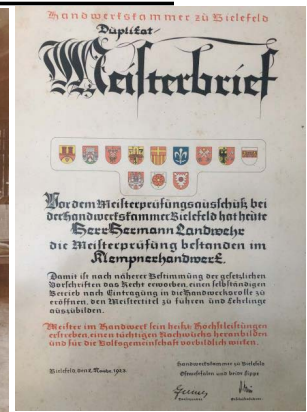 Handwerkskammer zu Bielefeld
Duplikat-
Meisterbrief
Vor dem Meisterprüfungsausschuß bei
der Handwerkskammer Bielefeld hat heute
Herr Hermann Landwehr
die Meisterprüfung bestanden im
Klempnerhandwerk.
Damit ist nach näherer Bestimmung der gesetzlichen
Vorschriften das Recht erworben, einen selbständigen
Betrieb nach Eintragung in die Handwerksrolle zu
eröffnen, den Meistertitel zu führen und Lehrlinge
auszubilden.
Meister im Handwerk sein heißt: Höchstleistungen
erstreben, einen tüchtigen Nachwuchs heranbilden
und für die Volksgemeinschaft vorbildlich wirken.
Handwerkskammer zu Bielefeld
Bielefeld, den